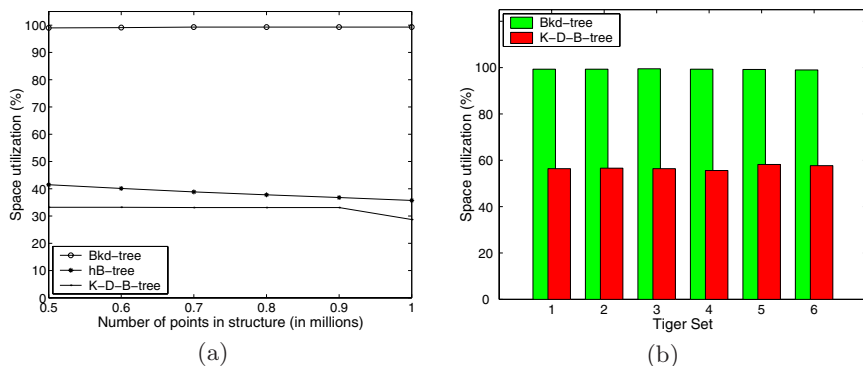 100
90
80
70
60
50
40
30
20
10
0
Space utilization (%)
Bkd−tree
hB−tree
K−D−B−tree
0.5 0.6 0.7 0.8 0.9 1
Number of points in structure (in millions)
(a)
Bkd−tree
K−D−B−tree
100
80
60
40
20
0
Space utilization (%)
1 2 3 4 5 6
Tiger Set
(b)